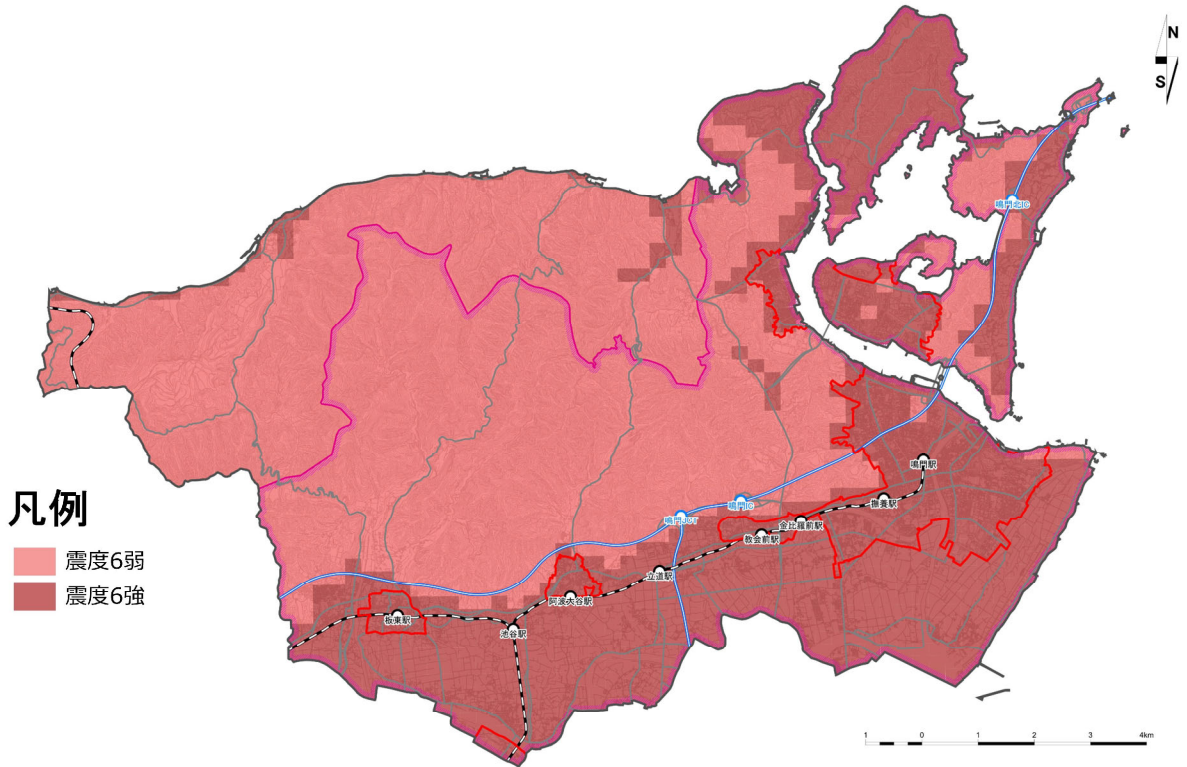 N
S
鳴門北IC
鳴門駅
撫養駅
鳴門IC
鳴門JCT
金比羅前駅
教会前駅
立道駅
阿波大谷駅
板東駅
池谷駅
凡例
震度6弱
震度6強
1 0 1 2 3 4km